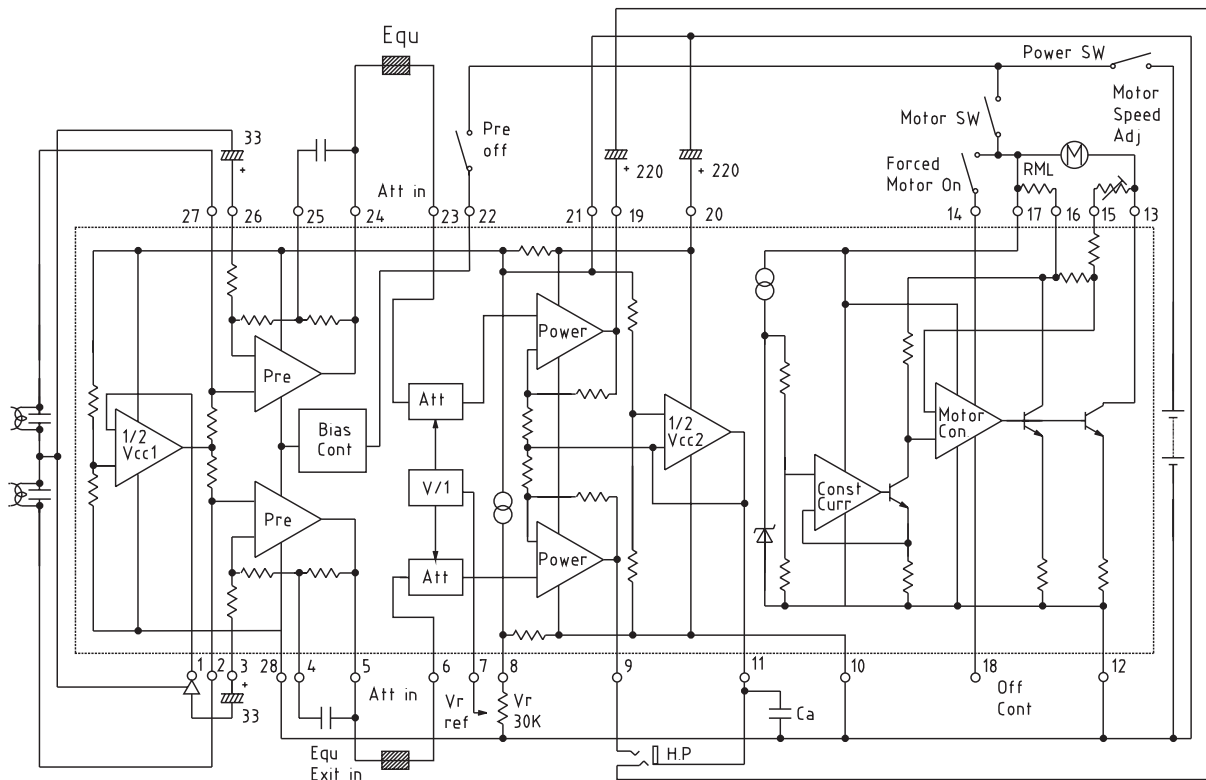 Equ
Power SW
Motor
Speed
Adj
Motor SW
33
+
Pre
off
+ 220
+ 220
Forced
Motor On
RML
M
Att in
27
26
25
24
23
22
21
19
20
14
17
16
15
13
Power
Pre
Att
Motor
Con
1/2
Vcc1
Bias
Cont
1/2
Vcc2
V/1
Const
Curr
Pre
Power
Att
1
2
3
28
4
5
6
7
8
9
11
10
18
12
+
33
Att in
Vr
ref
Vr
30K
Ca
Off
Cont
Equ
Exit in
H.P